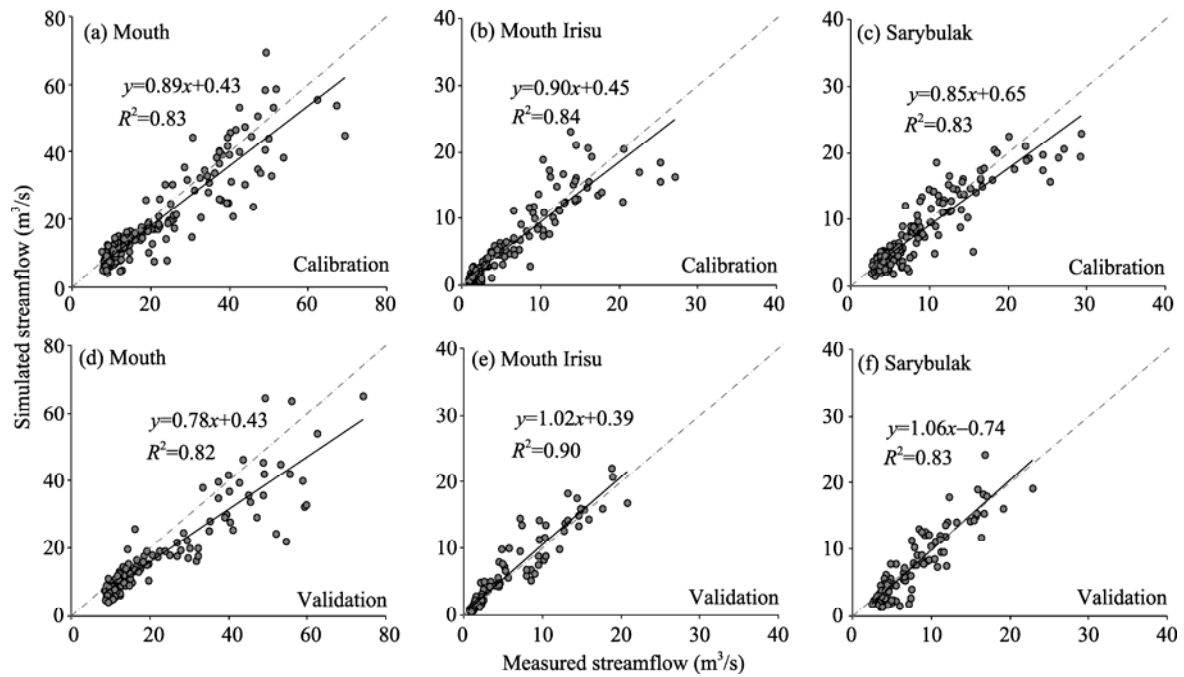 (a) Mouth
y=0.89x+0.43
R²=0.83
Calibration
80
60
40
20
0
0 20 40 60 80
(b) Mouth Irisu
y=0.90x+0.45
R²=0.84
Calibration
40
30
20
10
0
0 10 20 30 40
(c) Sarybulak
y=0.85x+0.65
R²=0.83
Calibration
40
30
20
10
0
0 10 20 30 40
Simulated streamflow (m³/s)
(d) Mouth
y=0.78x+0.43
R²=0.82
Validation
80
60
40
20
0
0 20 40 60 80
(e) Mouth Irisu
y=1.02x+0.39
R²=0.90
Validation
40
30
20
10
0
0 10 20 30 40
(f) Sarybulak
y=1.06x−0.74
R²=0.83
Validation
40
30
20
10
0
0 10 20 30 40
Measured streamflow (m³/s)